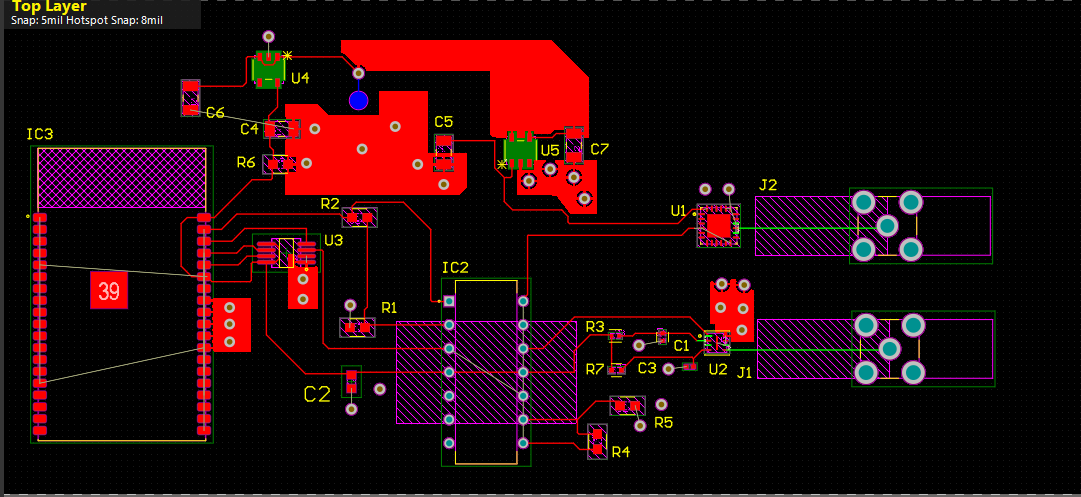 Top Layer
Snap: 5mil Hotspot Snap: 8mil
U4
C6
C4
C5
IC3
U5
C7
R6
J2
R2
U1
U3
IC2
39
R1
R3
C1
R7
C3
U2
J1
C2
R5
R4